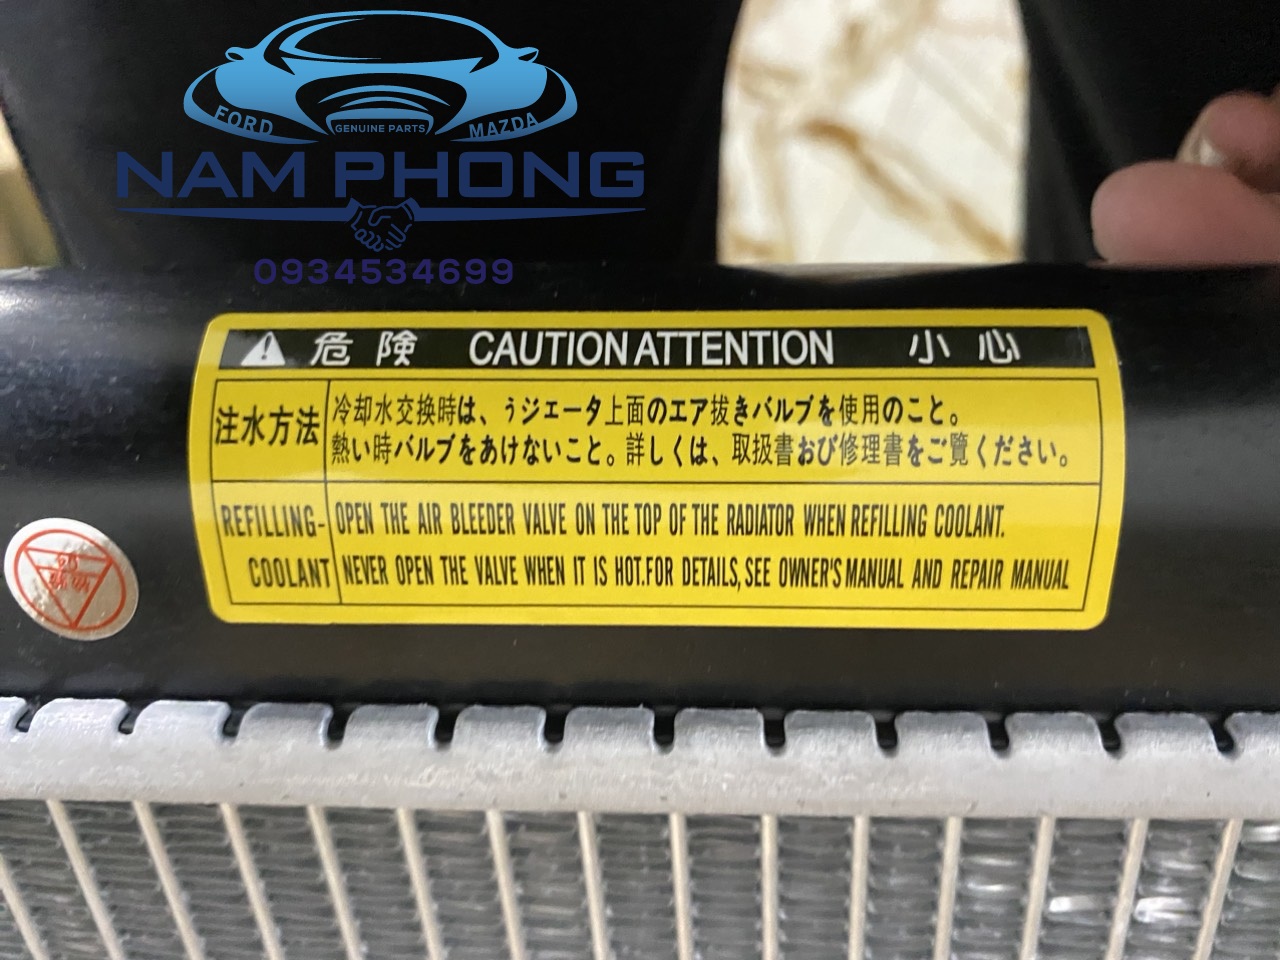 FORD
GENUINE PARTS
MAZDA
NAM PHONG
0934534699
危険 CAUTION ATTENTION 小心
注水方法
冷却水交換時は、ぅジエータ上面のエア抜きバルブを使用のこと。
熱い時バルブをあけないこと。詳しくは、取扱書および修理書をご覧ください。
REFILLING-
COOLANT
OPEN THE AIR BLEEDER VALVE ON THE TOP OF THE RADIATOR WHEN REFILLING COOLANT.
NEVER OPEN THE VALVE WHEN IT IS HOT.FOR DETAILS, SEE OWNER'S MANUAL AND REPAIR MANUAL